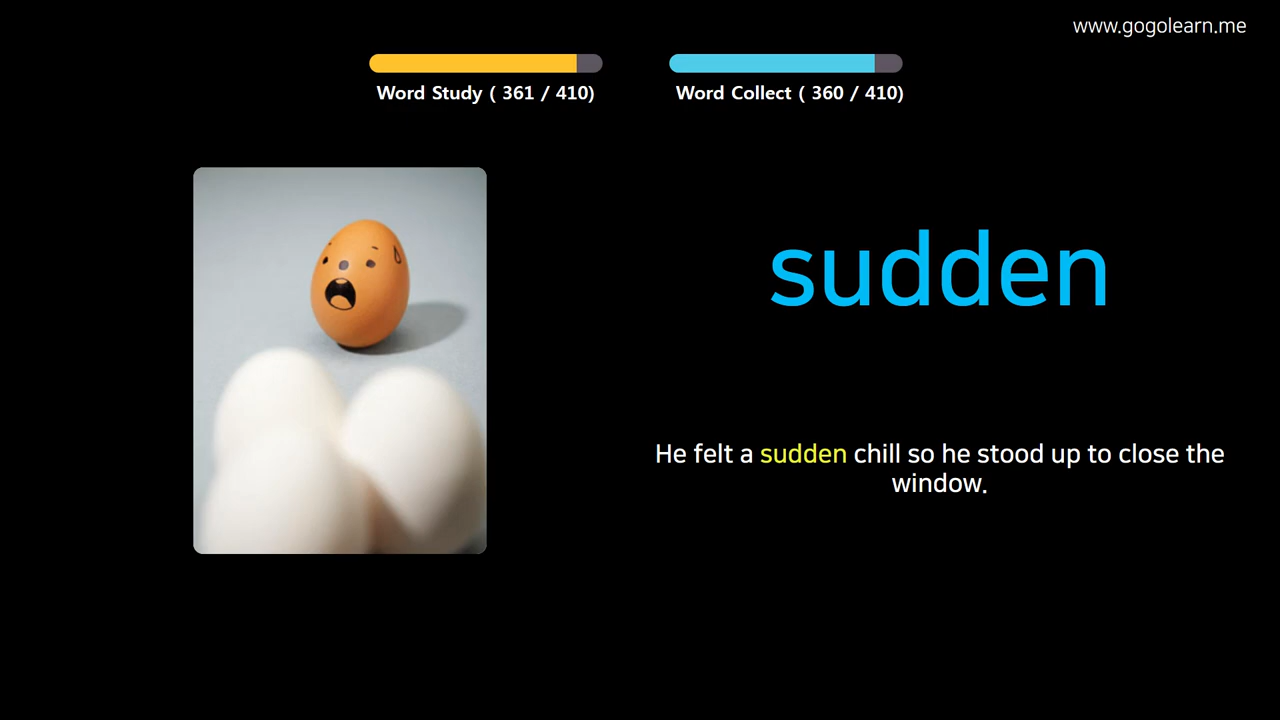 www.gogolearn.me
Word Study ( 361 / 410)
Word Collect ( 360 / 410)
sudden
He felt a sudden chill so he stood up to close the
window.